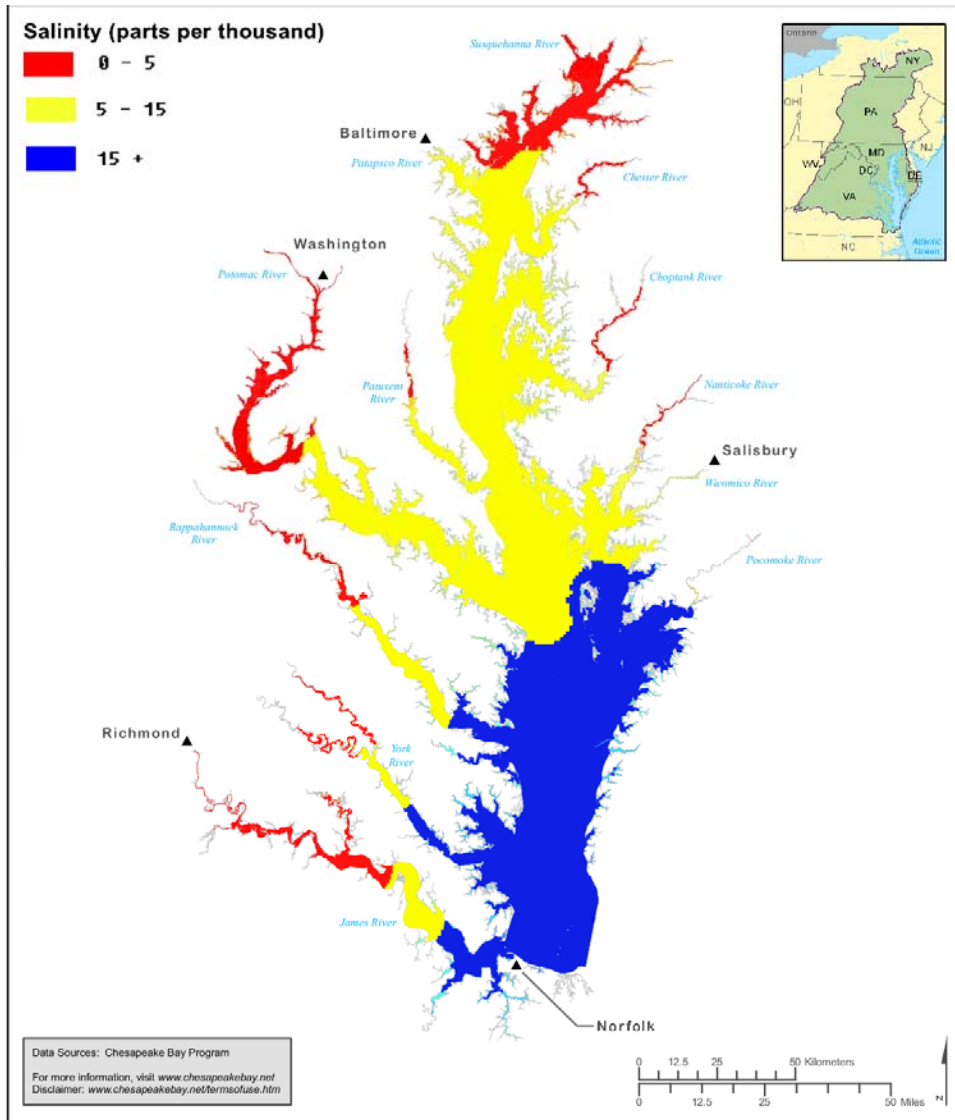 Salinity (parts per thousand)
0 - 5
5 - 15
15 +
Susquehanna River
Baltimore
Patapsco River
Chester River
Washington
Potomac River
Choptank River
Patuxent
River
Nanticoke River
Salisbury
Wicomico River
Rappahannock
River
Pocomoke River
Richmond
York
River
James River
Norfolk
Ontario
NY
OH
PA
NJ
MD
WV
DC
DE
VA
NC
Atlantic
Ocean
Data Sources: Chesapeake Bay Program
For more information, visit www.chesapeakebay.net
Disclaimer: www.chesapeakebay.net/termsofuse.htm
0 12.5 25 50 Kilometers
0 12.5 25 50 Miles
N